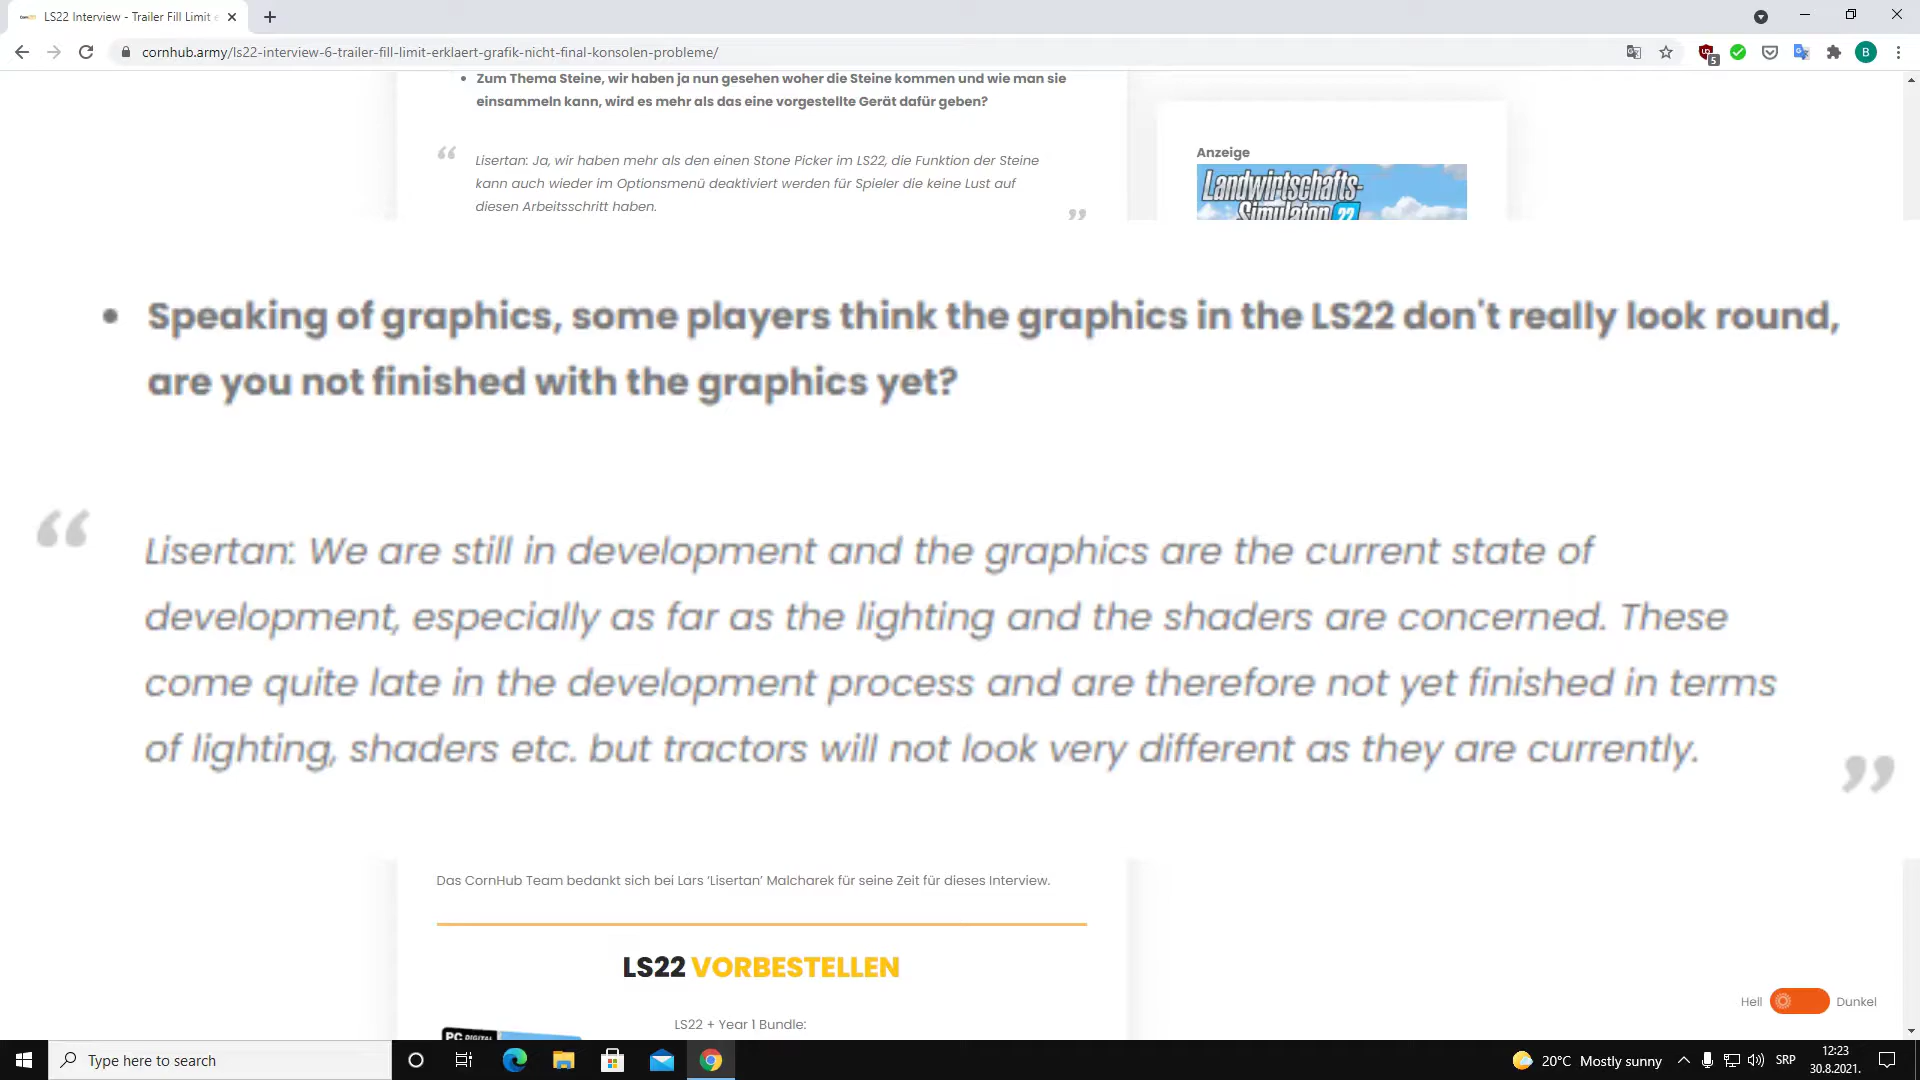 LS22 Interview - Trailer Fill Limit e
cornhub.army/ls22-interview-6-trailer-fill-limit-erklaert-grafik-nicht-final-konsolen-probleme/
5
B
• Zum Thema Steine, wir haben ja nun gesehen woher die Steine kommen und wie man sie
einsammeln kann, wird es mehr als das eine vorgestellte Gerät dafür geben?
“ Lisertan: Ja, wir haben mehr als den einen Stone Picker im LS22, die Funktion der Steine
kann auch wieder im Optionsmenü deaktiviert werden für Spieler die keine Lust auf
diesen Arbeitsschritt haben. ”
Anzeige
Landwirtschafts-
Simulator 22
• Speaking of graphics, some players think the graphics in the LS22 don't really look round,
are you not finished with the graphics yet?
“ Lisertan: We are still in development and the graphics are the current state of
development, especially as far as the lighting and the shaders are concerned. These
come quite late in the development process and are therefore not yet finished in terms
of lighting, shaders etc. but tractors will not look very different as they are currently. ”
Das CornHub Team bedankt sich bei Lars ‘Lisertan’ Malcharek für seine Zeit für dieses Interview.
LS22 VORBESTELLEN
LS22 + Year 1 Bundle:
PC DIGITAL
Hell Dunkel
Type here to search
20°C Mostly sunny
SRP
12:23
30.8.2021.